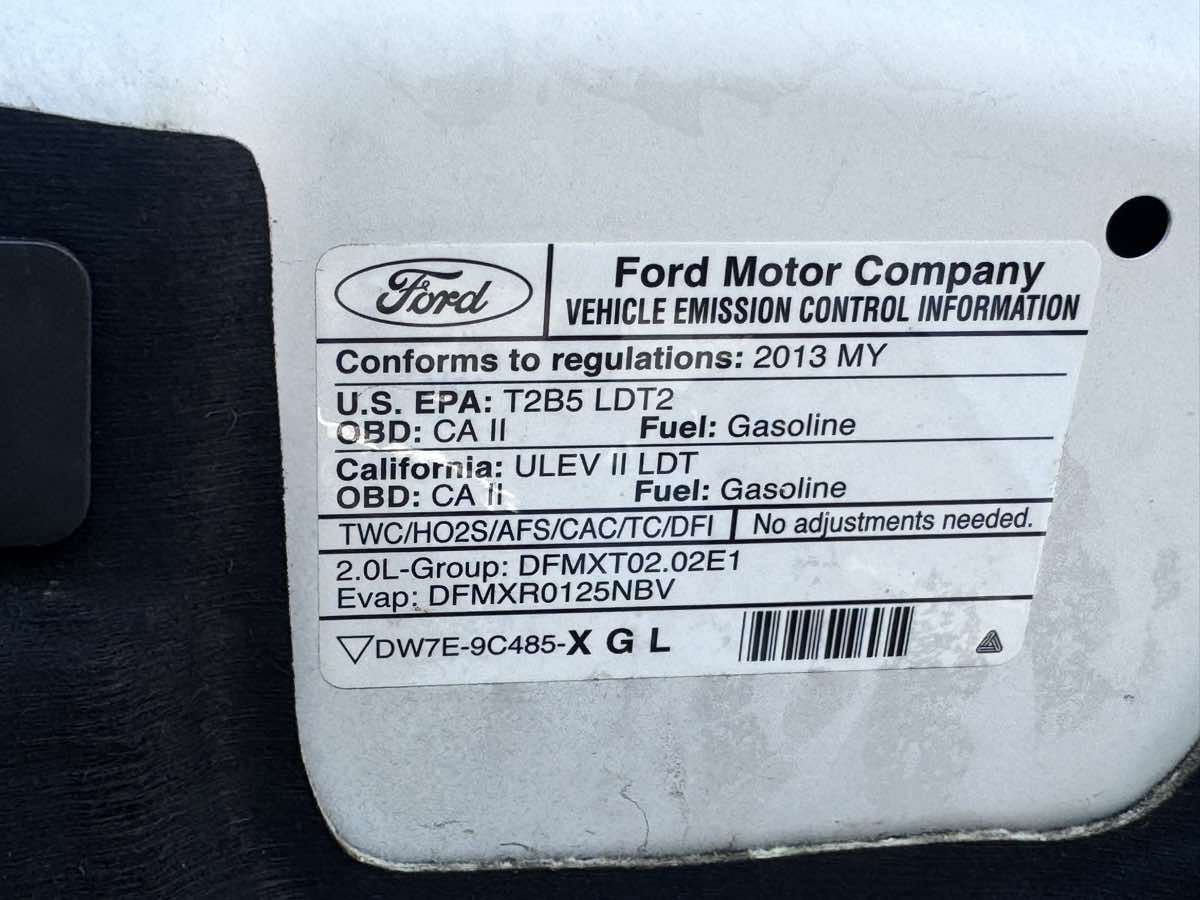 Ford
Ford Motor Company
VEHICLE EMISSION CONTROL INFORMATION
Conforms to regulations: 2013 MY
U.S. EPA: T2B5 LDT2
OBD: CA II Fuel: Gasoline
California: ULEV II LDT
OBD: CA II Fuel: Gasoline
TWC/HO2S/AFS/CAC/TC/DFI No adjustments needed.
2.0L-Group: DFMXT02.02E1
Evap: DFMXR0125NBV
DW7E-9C485-X G L